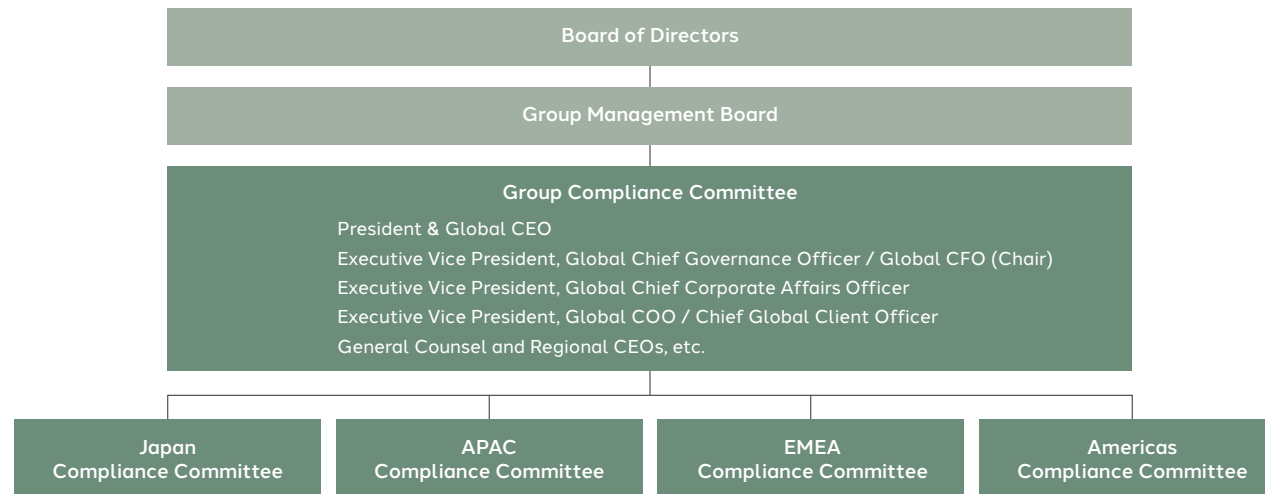 Board of Directors
Group Management Board
Group Compliance Committee
President & Global CEO
Executive Vice President, Global Chief Governance Officer / Global CFO (Chair)
Executive Vice President, Global Chief Corporate Affairs Officer
Executive Vice President, Global COO / Chief Global Client Officer
General Counsel and Regional CEOs, etc.
Japan
Compliance Committee
APAC
Compliance Committee
EMEA
Compliance Committee
Americas
Compliance Committee